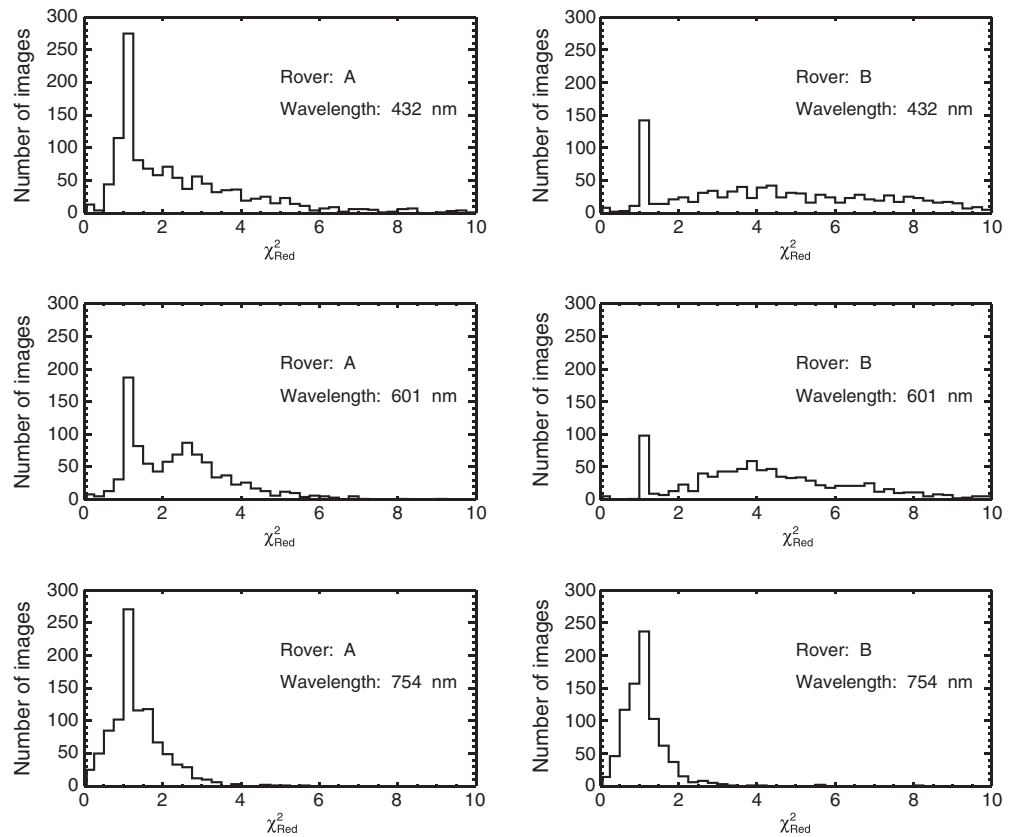 300
250
200
150
100
50
0
Number of images
Rover: A
Wavelength: 432 nm
0 2 4 6 8 10
χ²Red
300
250
200
150
100
50
0
Number of images
Rover: B
Wavelength: 432 nm
0 2 4 6 8 10
χ²Red
300
250
200
150
100
50
0
Number of images
Rover: A
Wavelength: 601 nm
0 2 4 6 8 10
χ²Red
300
250
200
150
100
50
0
Number of images
Rover: B
Wavelength: 601 nm
0 2 4 6 8 10
χ²Red
300
250
200
150
100
50
0
Number of images
Rover: A
Wavelength: 754 nm
0 2 4 6 8 10
χ²Red
300
250
200
150
100
50
0
Number of images
Rover: B
Wavelength: 754 nm
0 2 4 6 8 10
χ²Red